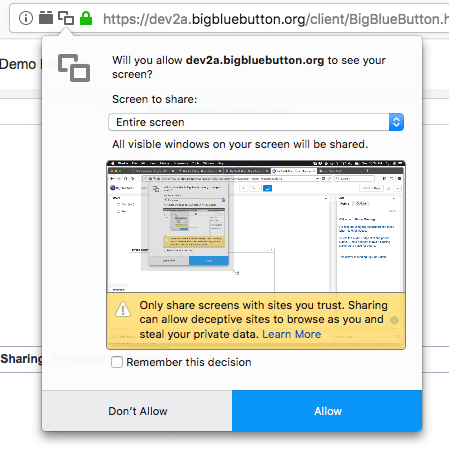 https://dev2a.bigbluebutton.org/client/BigBlueButton.h
Demo
Will you allow dev2a.bigbluebutton.org to see your
screen?
Screen to share:
Entire screen
All visible windows on your screen will be shared.
Only share screens with sites you trust. Sharing
can allow deceptive sites to browse as you and
steal your private data. Learn More
Sharing
Remember this decision
Don't Allow
Allow